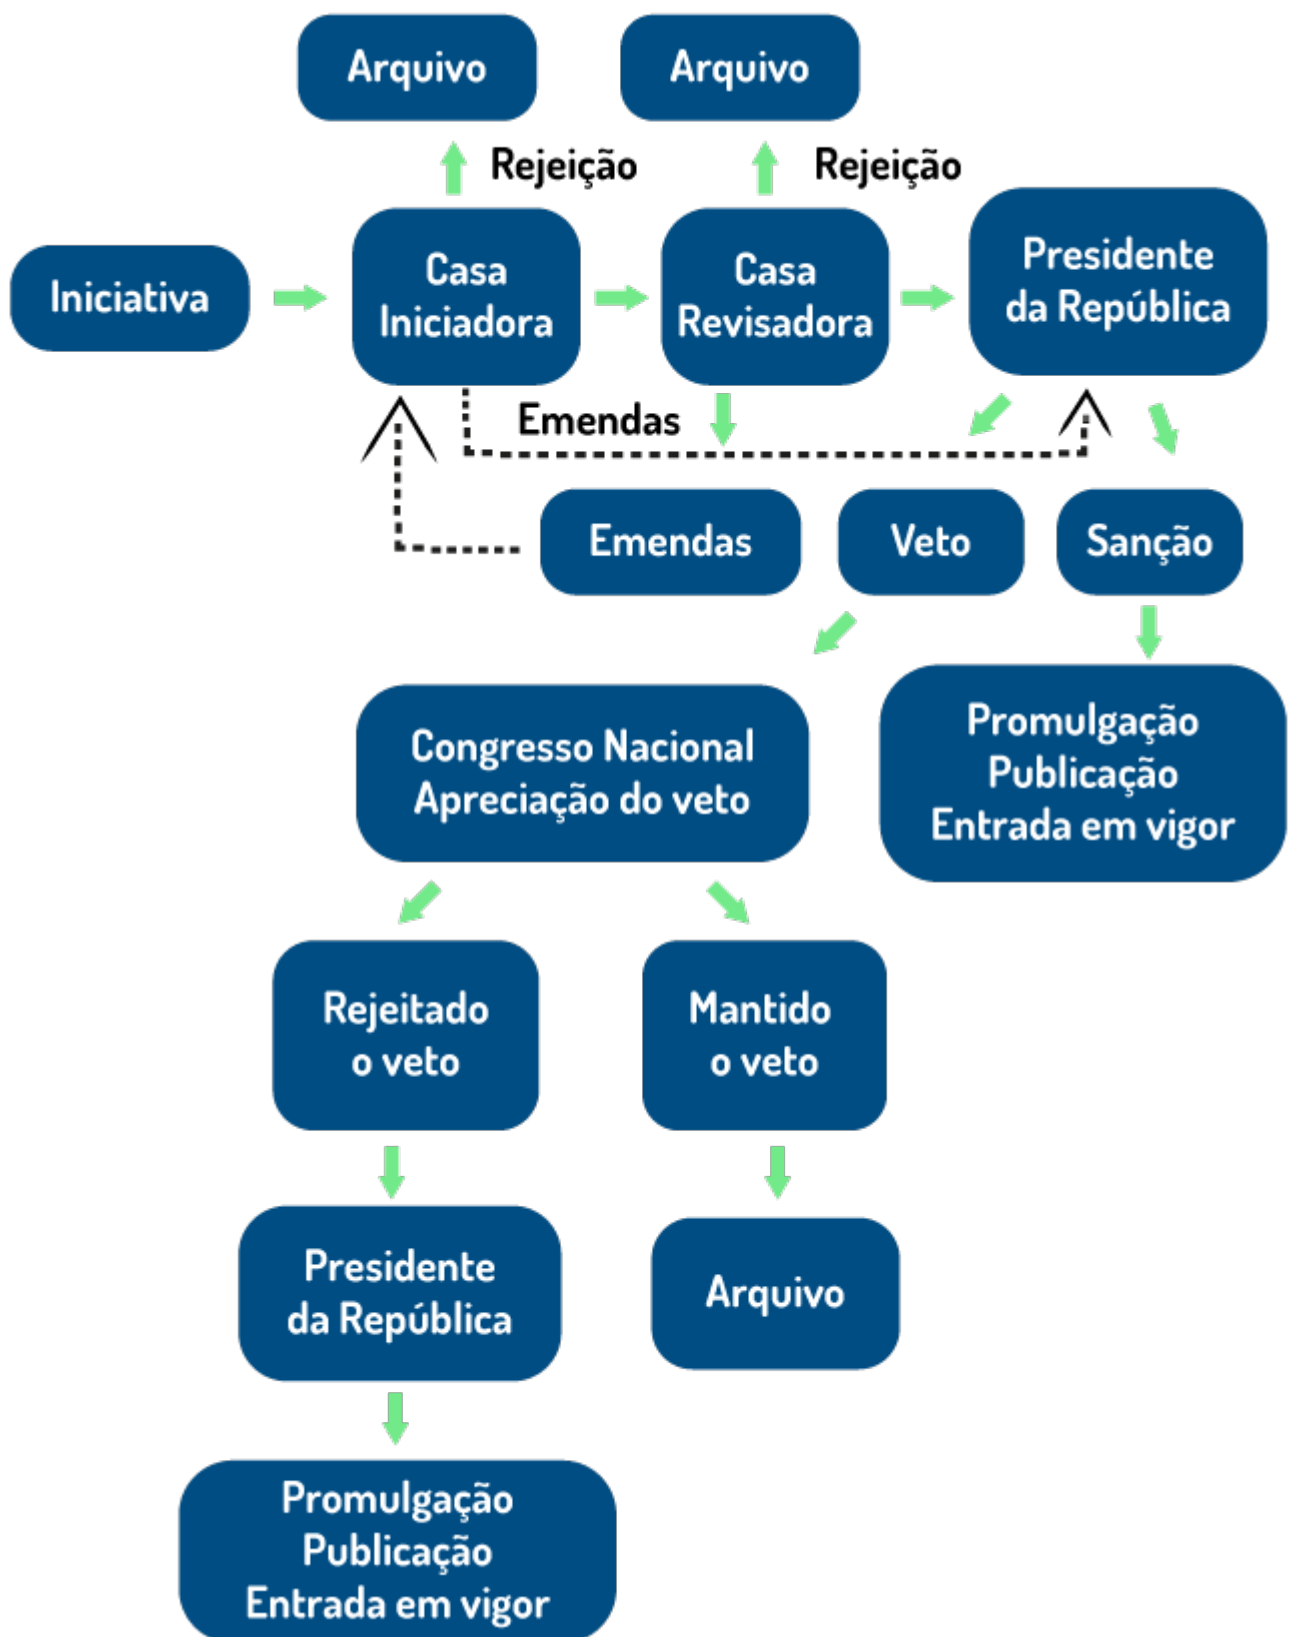 Arquivo
Arquivo
Rejeição
Rejeição
Iniciativa
Casa
Iniciadora
Casa
Revisadora
Presidente
da República
Emendas
Emendas
Veto
Sanção
Congresso Nacional
Apreciação do veto
Promulgação
Publicação
Entrada em vigor
Rejeitado
o veto
Mantido
o veto
Presidente
da República
Arquivo
Promulgação
Publicação
Entrada em vigor